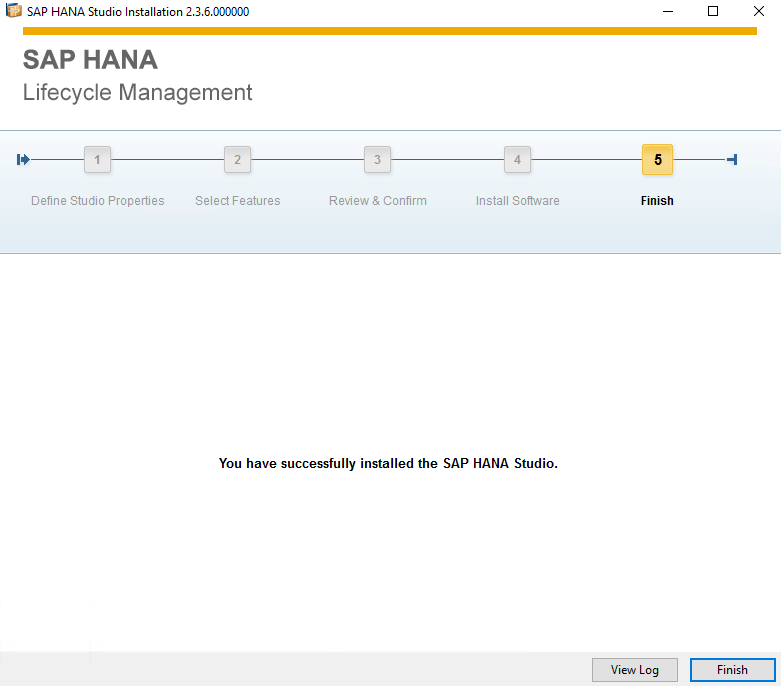 SAP HANA Studio Installation 2.3.6.000000
SAP HANA
Lifecycle Management
1 2 3 4 5
Define Studio Properties Select Features Review & Confirm Install Software Finish
You have successfully installed the SAP HANA Studio.
View Log Finish